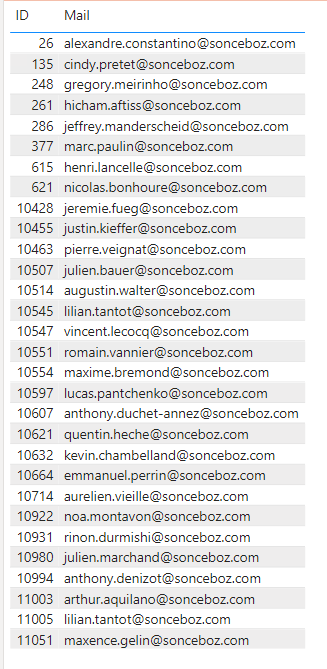 ID Mail
26 alexandre.constantino@sonceboz.com
135 cindy.pretet@sonceboz.com
248 gregory.meirinho@sonceboz.com
261 hicham.aftiss@sonceboz.com
286 jeffrey.manderscheid@sonceboz.com
377 marc.paulin@sonceboz.com
615 henri.lancelle@sonceboz.com
621 nicolas.bonhoure@sonceboz.com
10428 jeremie.fueg@sonceboz.com
10455 justin.kieffer@sonceboz.com
10463 pierre.veignat@sonceboz.com
10507 julien.bauer@sonceboz.com
10514 augustin.walter@sonceboz.com
10545 lilian.tantot@sonceboz.com
10547 vincent.lecocq@sonceboz.com
10551 romain.vannier@sonceboz.com
10554 maxime.bremond@sonceboz.com
10597 lucas.pantchenko@sonceboz.com
10607 anthony.duchet-annez@sonceboz.com
10621 quentin.heche@sonceboz.com
10632 kevin.chambelland@sonceboz.com
10664 emmanuel.perrin@sonceboz.com
10714 aurelien.vieille@sonceboz.com
10922 noa.montavon@sonceboz.com
10931 rinon.durmishi@sonceboz.com
10980 julien.marchand@sonceboz.com
10994 anthony.denizot@sonceboz.com
11003 arthur.aquilano@sonceboz.com
11005 lilian.tantot@sonceboz.com
11051 maxence.gelin@sonceboz.com